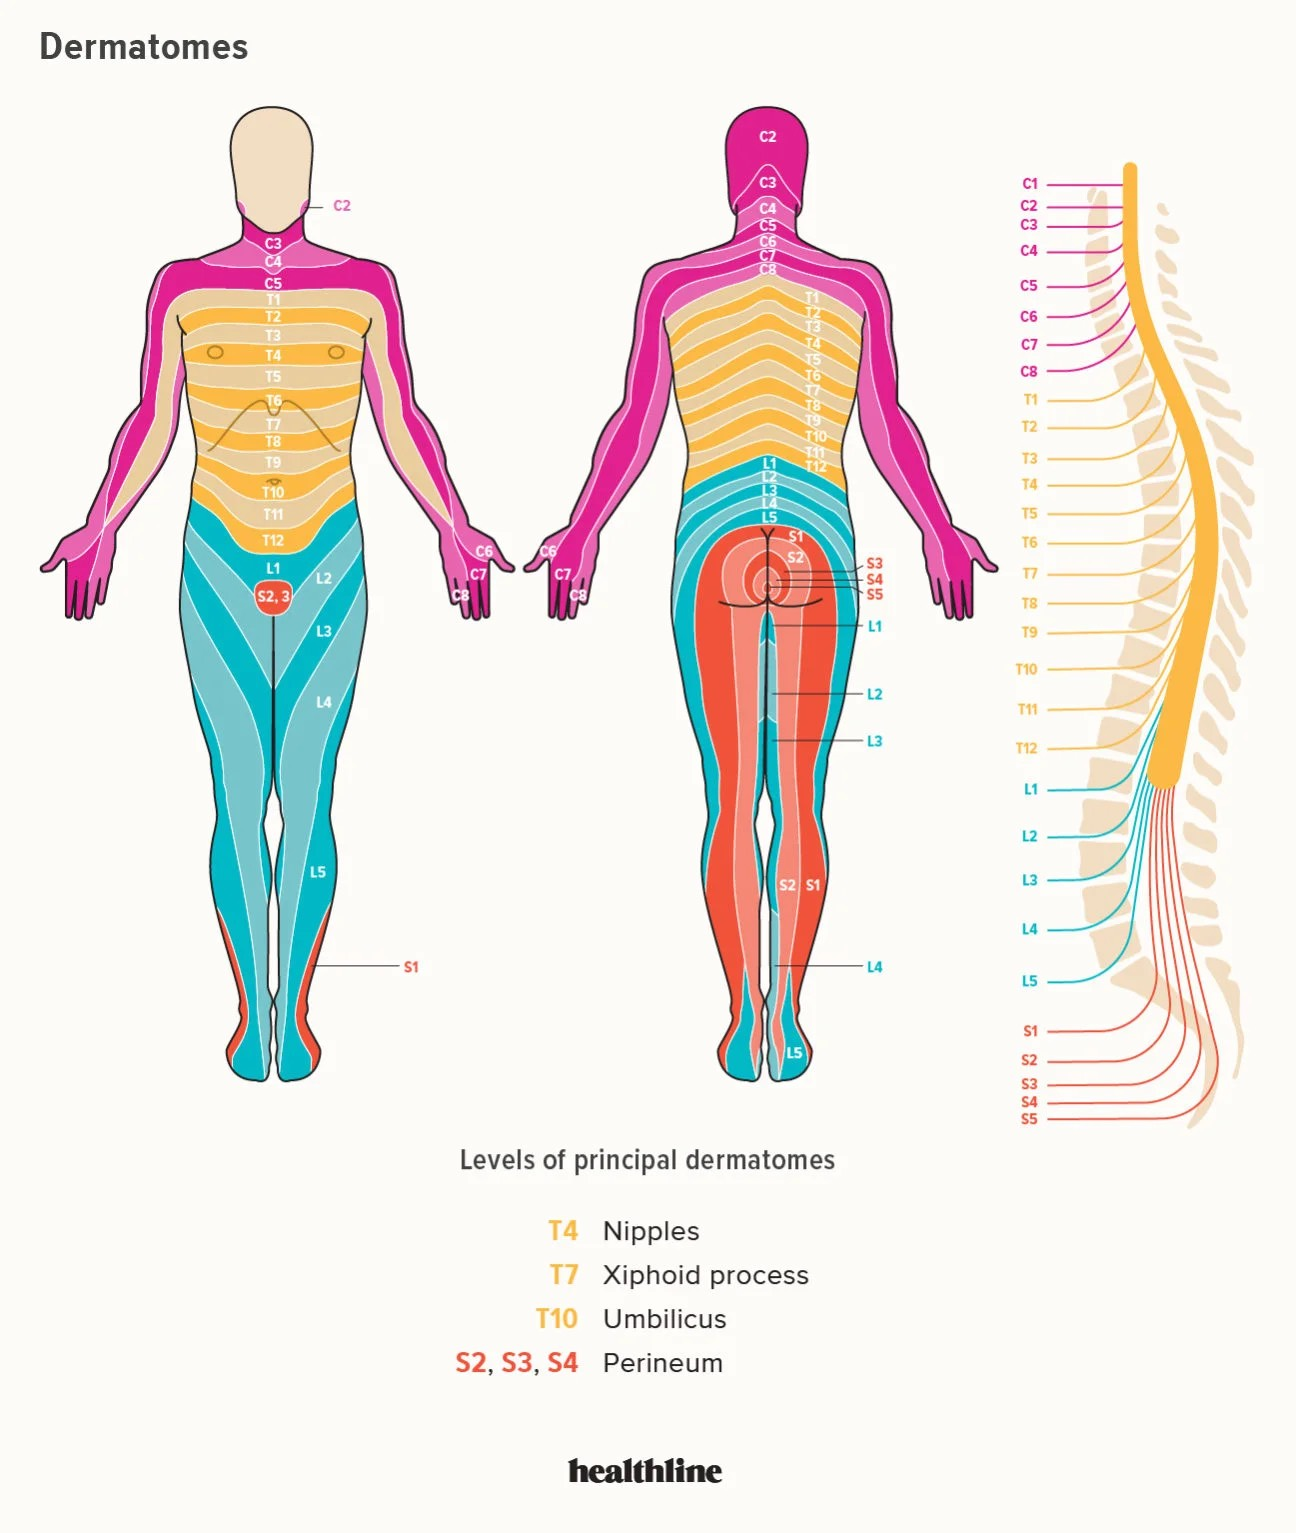 Dermatomes
C2
C3
C4
C5
T1
T2
T3
T4
T5
T6
T7
T8
T9
T10
T11
T12
L1
S2, 3
L2
L3
L4
L5
S1
C6
C7
C8
C2
C3
C4
C5
C6
C7
C8
T1
T2
T3
T4
T5
T6
T7
T8
T9
T10
T11
T12
L1
L2
L3
L4
L5
S1
S2
S3
S4
S5
C6
C7
C8
L1
L2
L3
S2 S1
L4
L5
C1
C2
C3
C4
C5
C6
C7
C8
T1
T2
T3
T4
T5
T6
T7
T8
T9
T10
T11
T12
L1
L2
L3
L4
L5
S1
S2
S3
S4
S5
Levels of principal dermatomes
T4 Nipples
T7 Xiphoid process
T10 Umbilicus
S2, S3, S4 Perineum
healthline